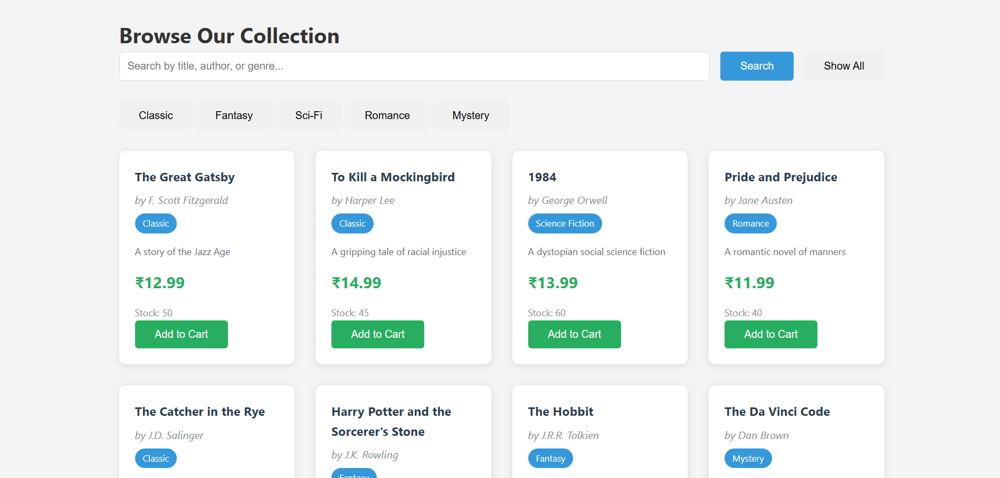 Browse Our Collection
Search by title, author, or genre...
Search
Show All
Classic
Fantasy
Sci-Fi
Romance
Mystery
The Great Gatsby
by F. Scott Fitzgerald
Classic
A story of the Jazz Age
₹12.99
Stock: 50
Add to Cart
To Kill a Mockingbird
by Harper Lee
Classic
A gripping tale of racial injustice
₹14.99
Stock: 45
Add to Cart
1984
by George Orwell
Science Fiction
A dystopian social science fiction
₹13.99
Stock: 60
Add to Cart
Pride and Prejudice
by Jane Austen
Romance
A romantic novel of manners
₹11.99
Stock: 40
Add to Cart
The Catcher in the Rye
by J.D. Salinger
Classic
Harry Potter and the
Sorcerer's Stone
by J.K. Rowling
Fantasy
The Hobbit
by J.R.R. Tolkien
Fantasy
The Da Vinci Code
by Dan Brown
Mystery